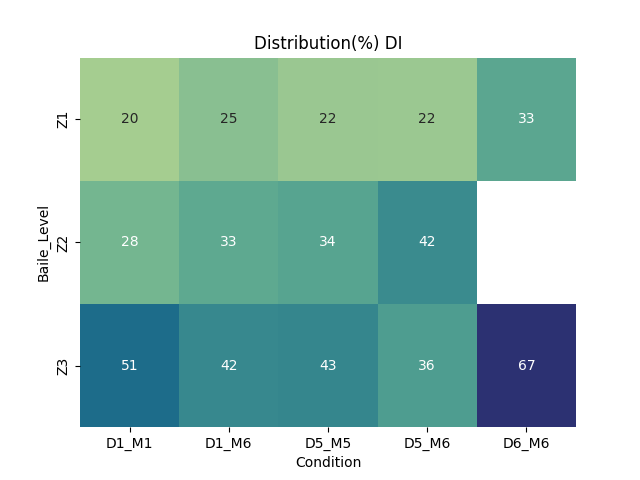 Distribution(%) DI
Z1 20 25 22 22 33
Z2 28 33 34 42
Z3 51 42 43 36 67
Baile_Level
D1_M1 D1_M6 D5_M5 D5_M6 D6_M6
Condition